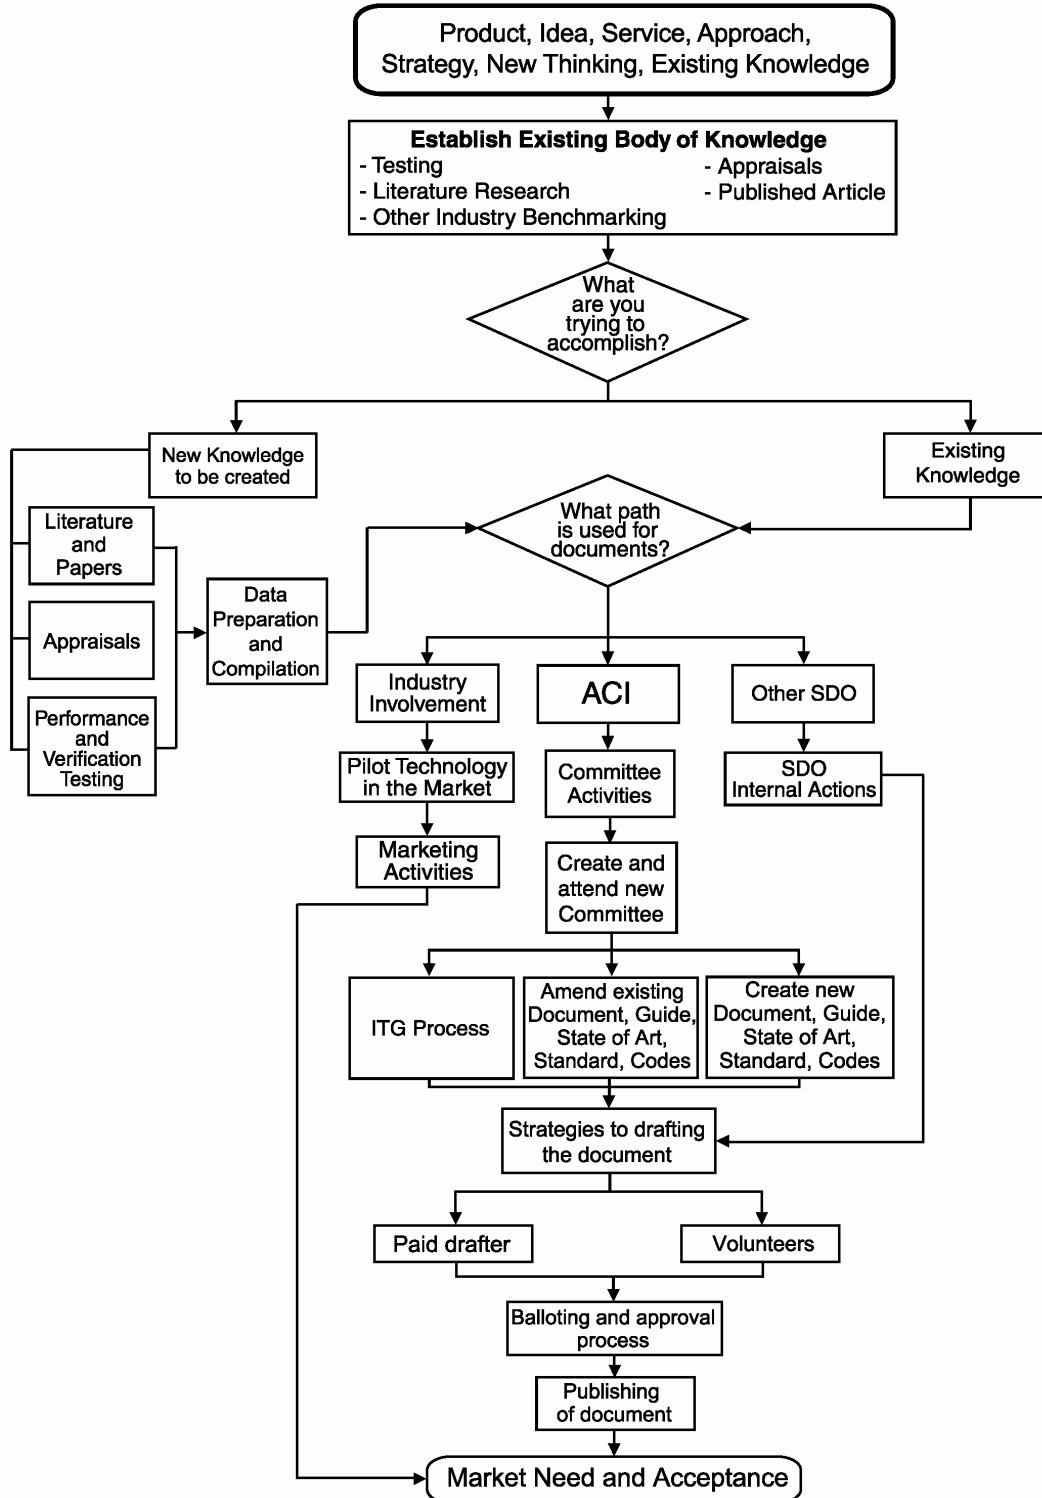 Product, Idea, Service, Approach,
Strategy, New Thinking, Existing Knowledge
Establish Existing Body of Knowledge
- Testing
- Literature Research
- Other Industry Benchmarking
- Appraisals
- Published Article
What
are you
trying to
accomplish?
New Knowledge
to be created
Existing
Knowledge
Literature
and
Papers
Appraisals
Performance
and
Verification
Testing
Data
Preparation
and
Compilation
What path
is used for
documents?
Industry
Involvement
ACI
Other SDO
Pilot Technology
in the Market
Committee
Activities
SDO
Internal Actions
Marketing
Activities
Create and
attend new
Committee
ITG Process
Amend existing
Document, Guide,
State of Art,
Standard, Codes
Create new
Document, Guide,
State of Art,
Standard, Codes
Strategies to drafting
the document
Paid drafter
Volunteers
Balloting and approval
process
Publishing
of document
Market Need and Acceptance